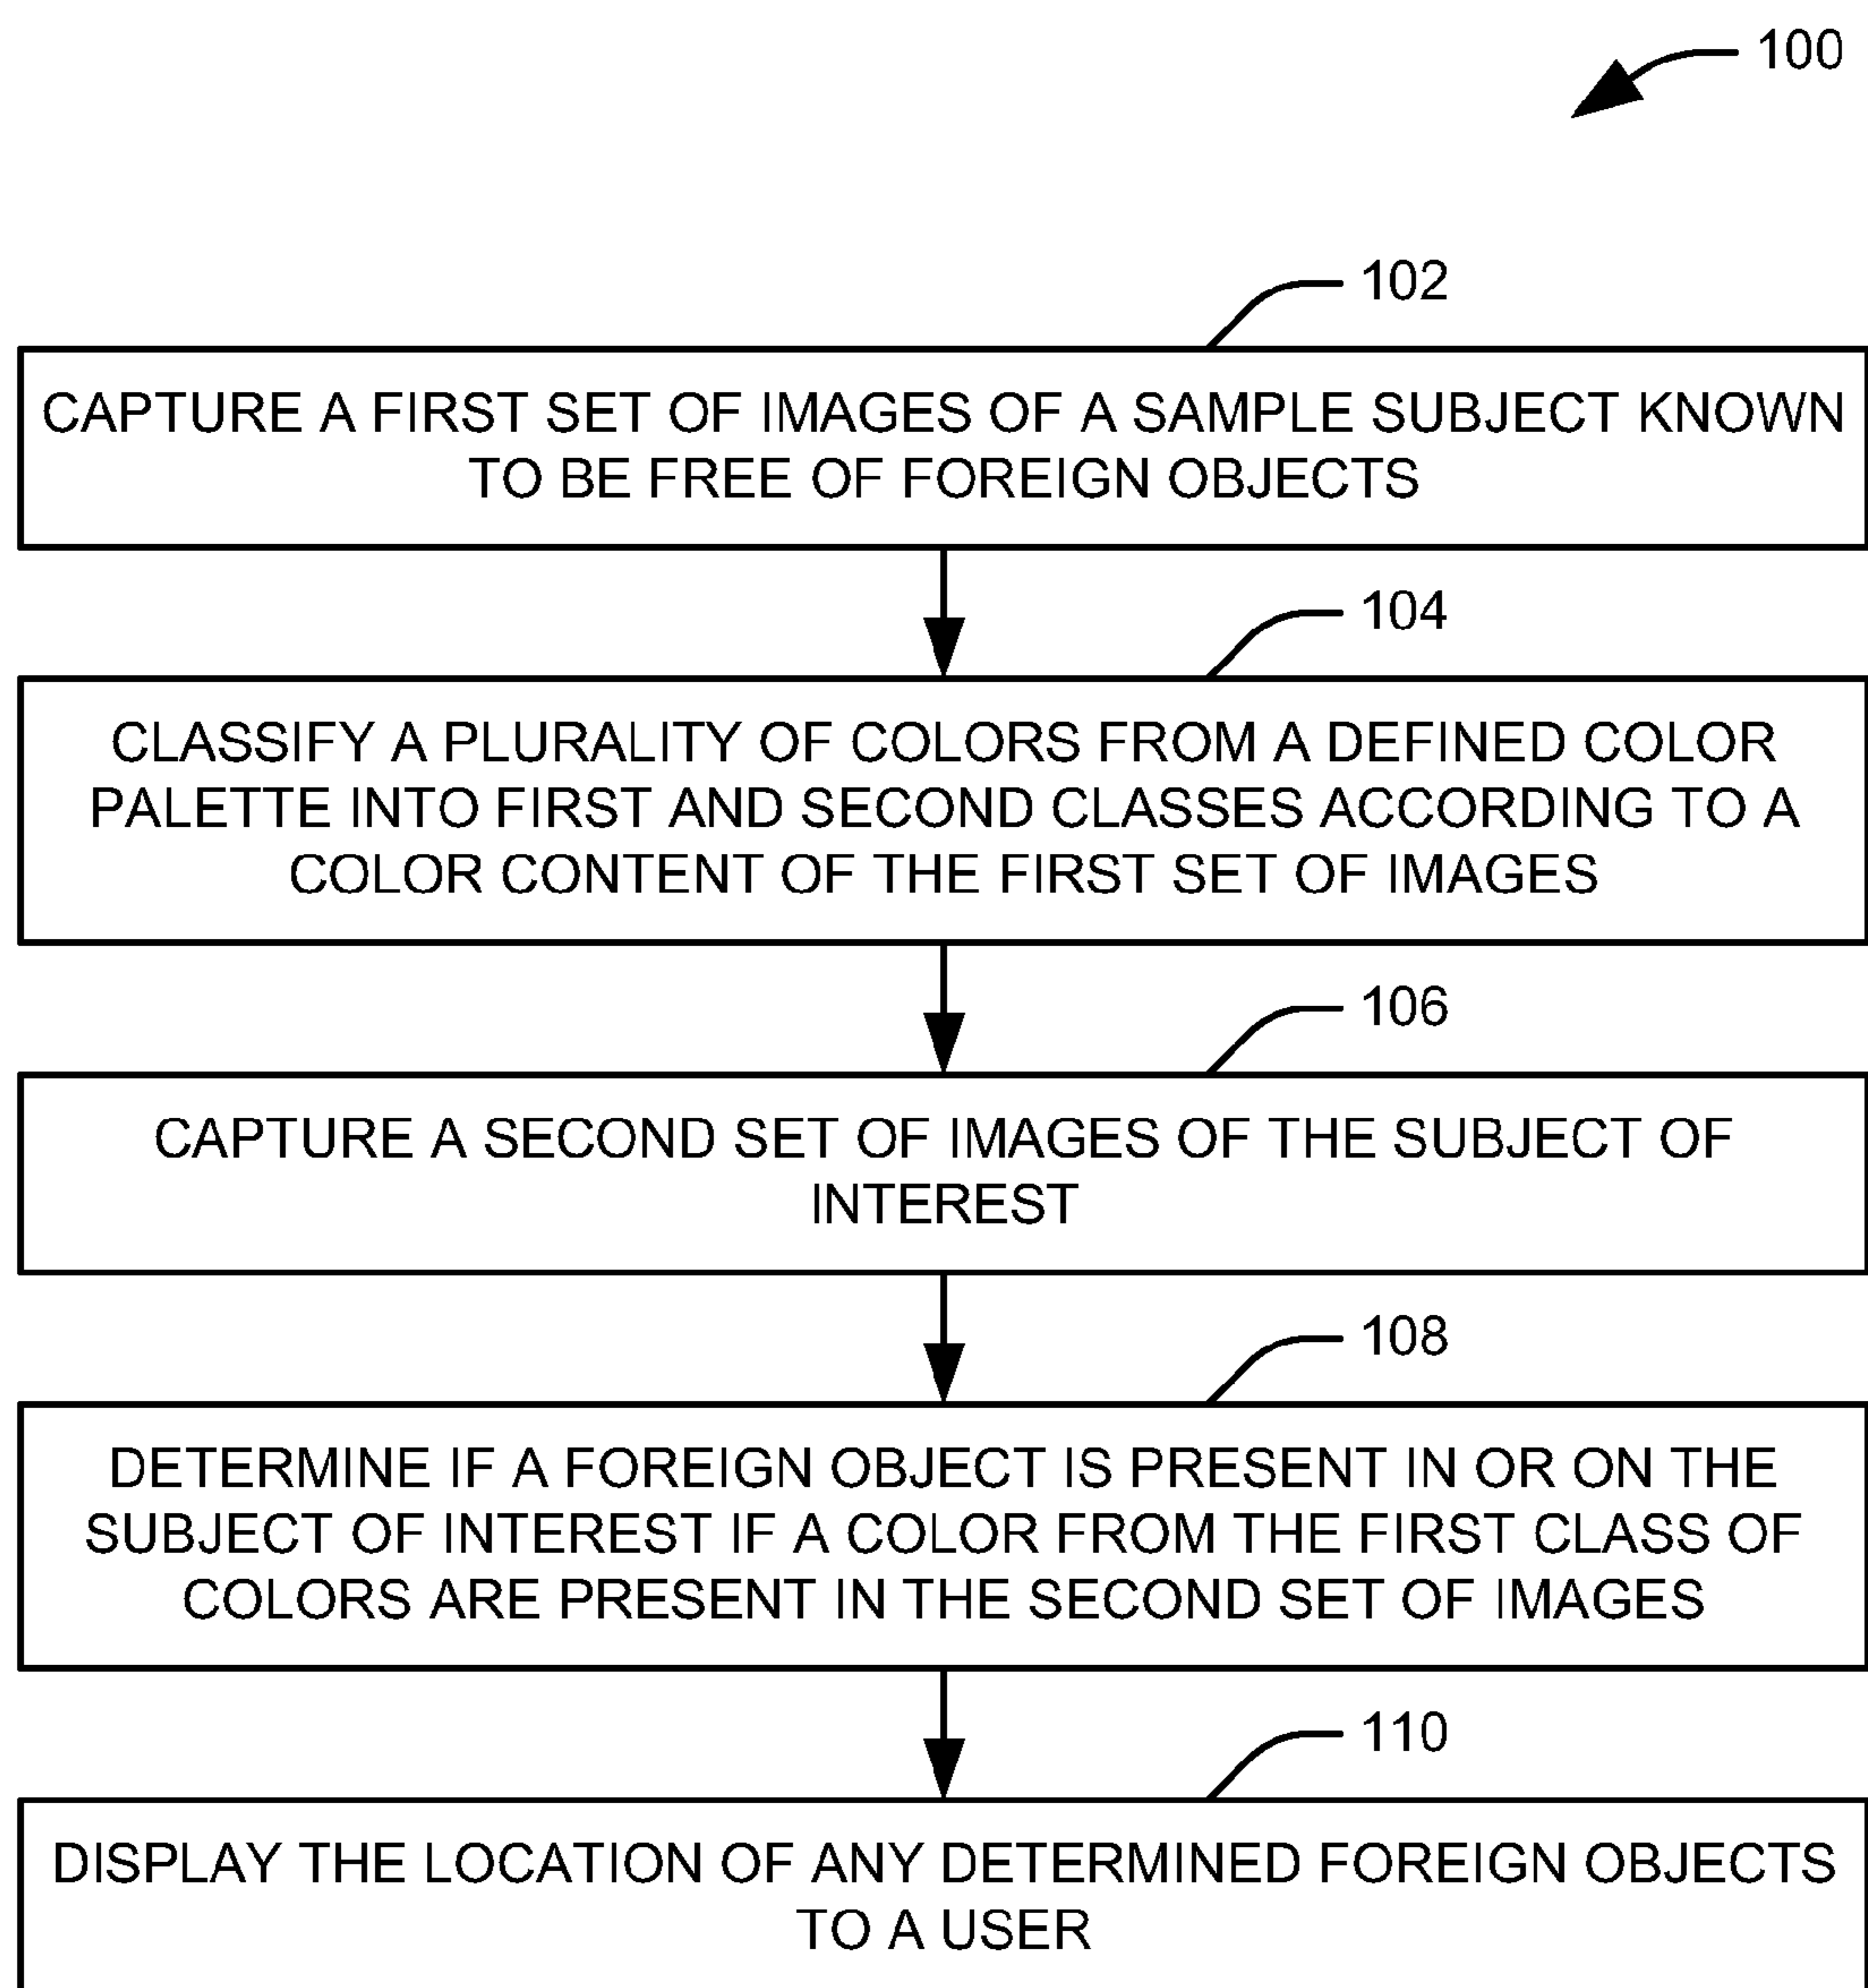 100
102
CAPTURE A FIRST SET OF IMAGES OF A SAMPLE SUBJECT KNOWN
TO BE FREE OF FOREIGN OBJECTS
104
CLASSIFY A PLURALITY OF COLORS FROM A DEFINED COLOR
PALETTE INTO FIRST AND SECOND CLASSES ACCORDING TO A
COLOR CONTENT OF THE FIRST SET OF IMAGES
106
CAPTURE A SECOND SET OF IMAGES OF THE SUBJECT OF
INTEREST
108
DETERMINE IF A FOREIGN OBJECT IS PRESENT IN OR ON THE
SUBJECT OF INTEREST IF A COLOR FROM THE FIRST CLASS OF
COLORS ARE PRESENT IN THE SECOND SET OF IMAGES
110
DISPLAY THE LOCATION OF ANY DETERMINED FOREIGN OBJECTS
TO A USER